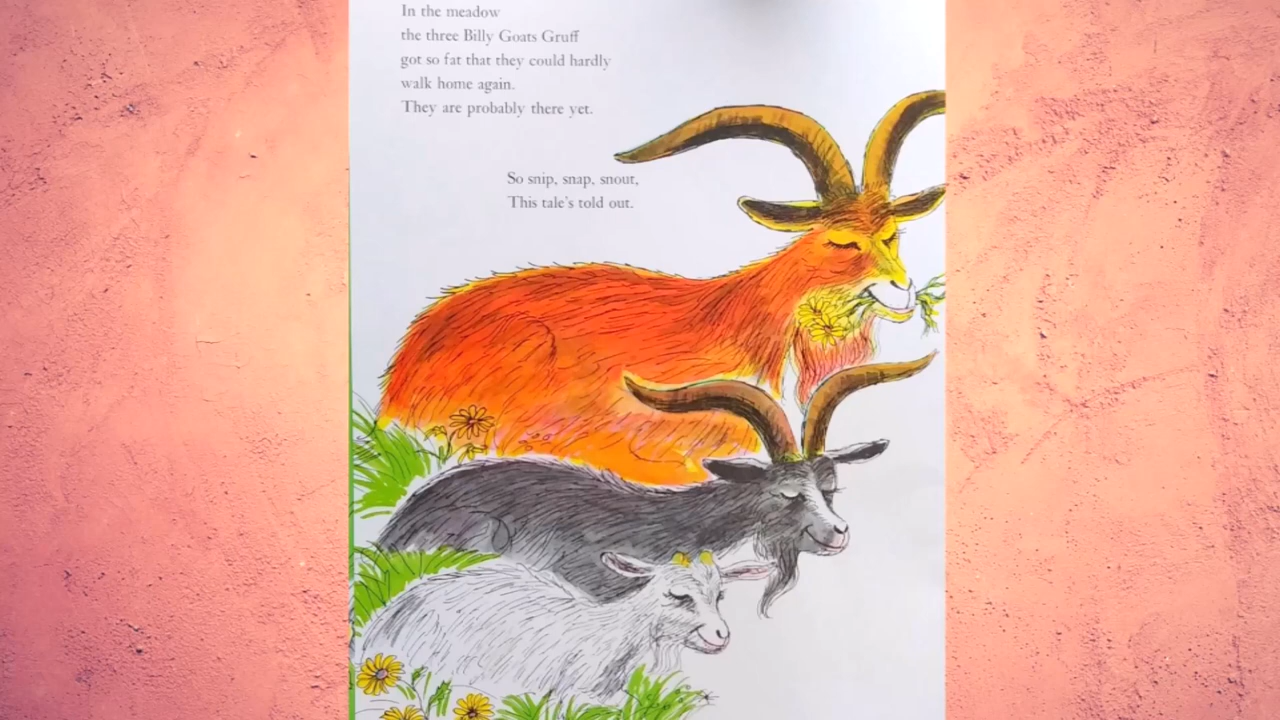 In the meadow
the three Billy Goats Gruff
got so fat that they could hardly
walk home again.
They are probably there yet.
So snip, snap, snout,
This tale's told out.